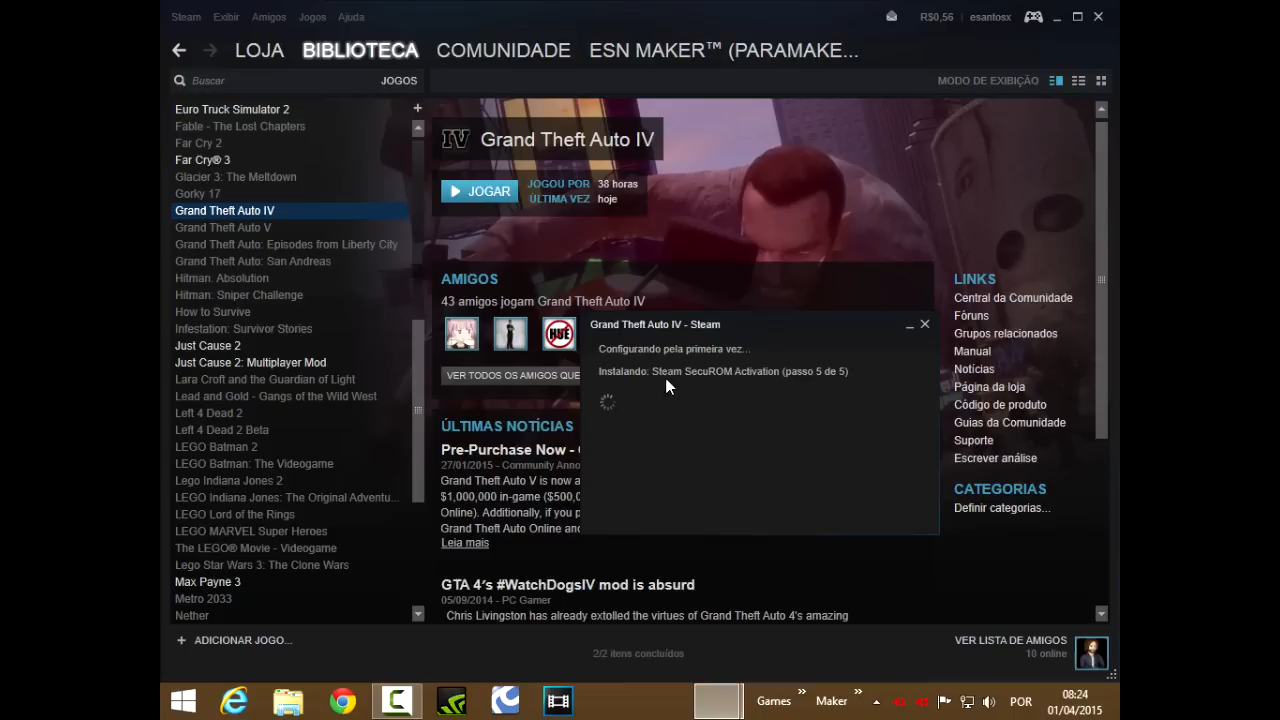 Steam Exibir Amigos Jogos Ajuda
R$0,56 | esantosx
LOJA BIBLIOTECA COMUNIDADE ESN MAKER™ (PARAMAKE...
Buscar JOGOS
MODO DE EXIBIÇÃO
Euro Truck Simulator 2
Fable - The Lost Chapters
Far Cry 2
Far Cry® 3
Glacier 3: The Meltdown
Gorky 17
Grand Theft Auto IV
Grand Theft Auto V
Grand Theft Auto: Episodes from Liberty City
Grand Theft Auto: San Andreas
Hitman: Absolution
Hitman: Sniper Challenge
How to Survive
Infestation: Survivor Stories
Just Cause 2
Just Cause 2: Multiplayer Mod
Lara Croft and the Guardian of Light
Lead and Gold - Gangs of the Wild West
Left 4 Dead 2
Left 4 Dead 2 Beta
LEGO Batman 2
LEGO Batman: The Videogame
Lego Indiana Jones 2
LEGO Indiana Jones: The Original Adventu...
LEGO Lord of the Rings
LEGO MARVEL Super Heroes
The LEGO® Movie - Videogame
Lego Star Wars 3: The Clone Wars
Max Payne 3
Metro 2033
Nether
IV Grand Theft Auto IV
JOGAR
JOGOU POR 38 horas
ÚLTIMA VEZ hoje
AMIGOS
43 amigos jogam Grand Theft Auto IV
HUE
VER TODOS OS AMIGOS QUE
ÚLTIMAS NOTÍCIAS
Pre-Purchase Now -
27/01/2015 - Community Anno
Grand Theft Auto V is now a
$1,000,000 in-game ($500,
Online). Additionally, if you p
Grand Theft Auto Online and
Leia mais
GTA 4's #WatchDogsIV mod is absurd
05/09/2014 - PC Gamer
Chris Livingston has already extolled the virtues of Grand Theft Auto 4's amazing
Grand Theft Auto IV - Steam
Configurando pela primeira vez...
Instalando: Steam SecuROM Activation (passo 5 de 5)
LINKS
Central da Comunidade
Fóruns
Grupos relacionados
Manual
Notícias
Página da loja
Código de produto
Guias da Comunidade
Suporte
Escrever análise
CATEGORIAS
Definir categorias...
+ ADICIONAR JOGO...
2/2 itens concluídos
VER LISTA DE AMIGOS
10 online
Games » Maker » POR
08:24
01/04/2015